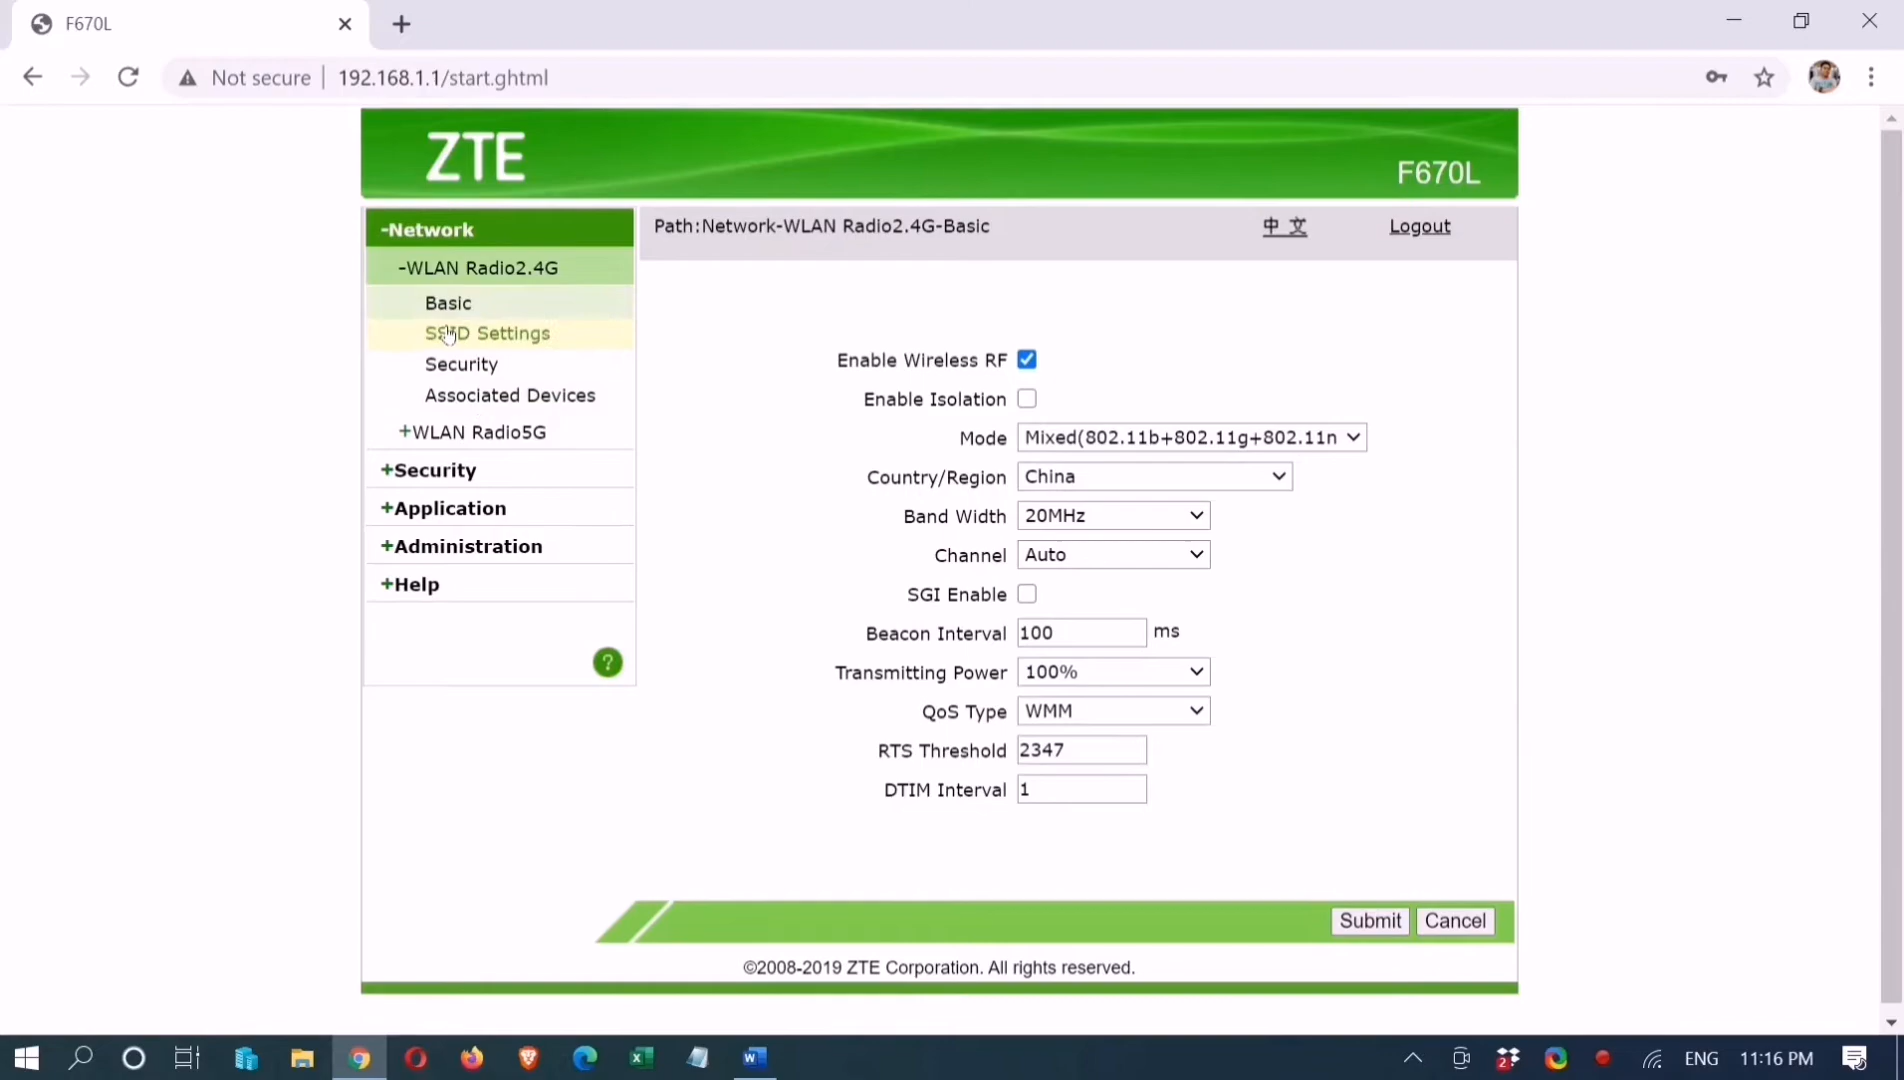 F670L
Not secure | 192.168.1.1/start.ghtml
ZTE
F670L
-Network
Path:Network-WLAN Radio2.4G-Basic
中 文
Logout
-WLAN Radio2.4G
Basic
SSID Settings
Security
Associated Devices
+WLAN Radio5G
+Security
+Application
+Administration
+Help
?
Enable Wireless RF
Enable Isolation
Mode Mixed(802.11b+802.11g+802.11n
Country/Region China
Band Width 20MHz
Channel Auto
SGI Enable
Beacon Interval 100 ms
Transmitting Power 100%
QoS Type WMM
RTS Threshold 2347
DTIM Interval 1
Submit Cancel
©2008-2019 ZTE Corporation. All rights reserved.
2 ENG 11:16 PM